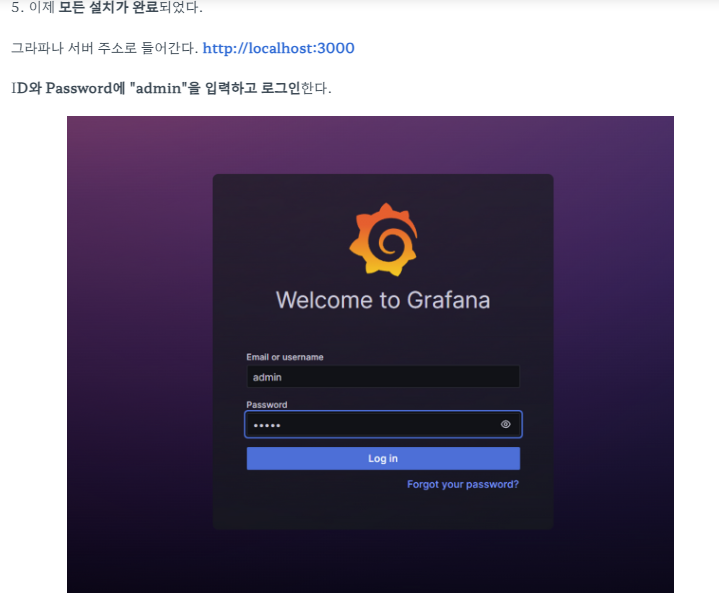 5. 이제 모든 설치가 완료되었다.
그라파나 서버 주소로 들어간다. http://localhost:3000
ID와 Password에 "admin"을 입력하고 로그인한다.
Welcome to Grafana
Email or username
admin
Password
•••••
Log in
Forgot your password?